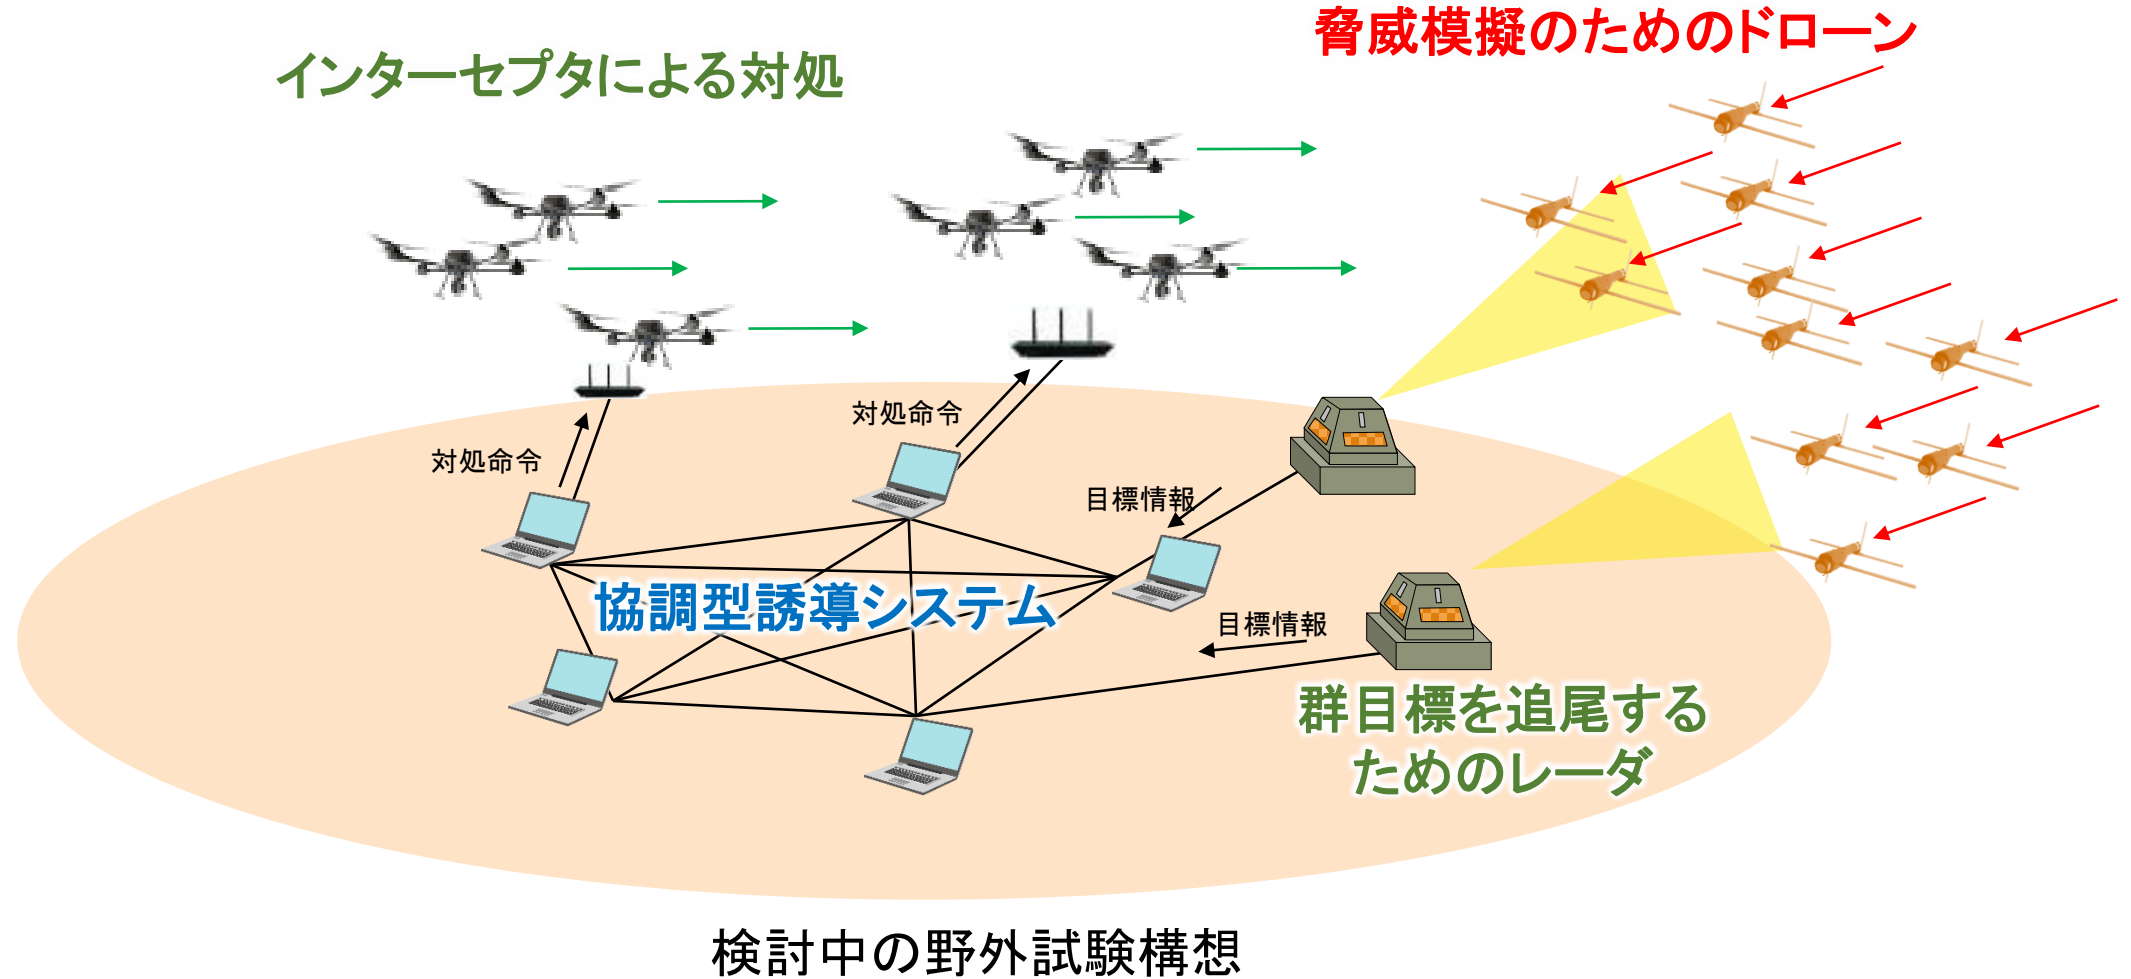 脅威模擬のためのドローン
インターセプタによる対処
対処命令
対処命令
目標情報
協調型誘導システム
目標情報
群目標を追尾する
ためのレーダ
検討中の野外試験構想